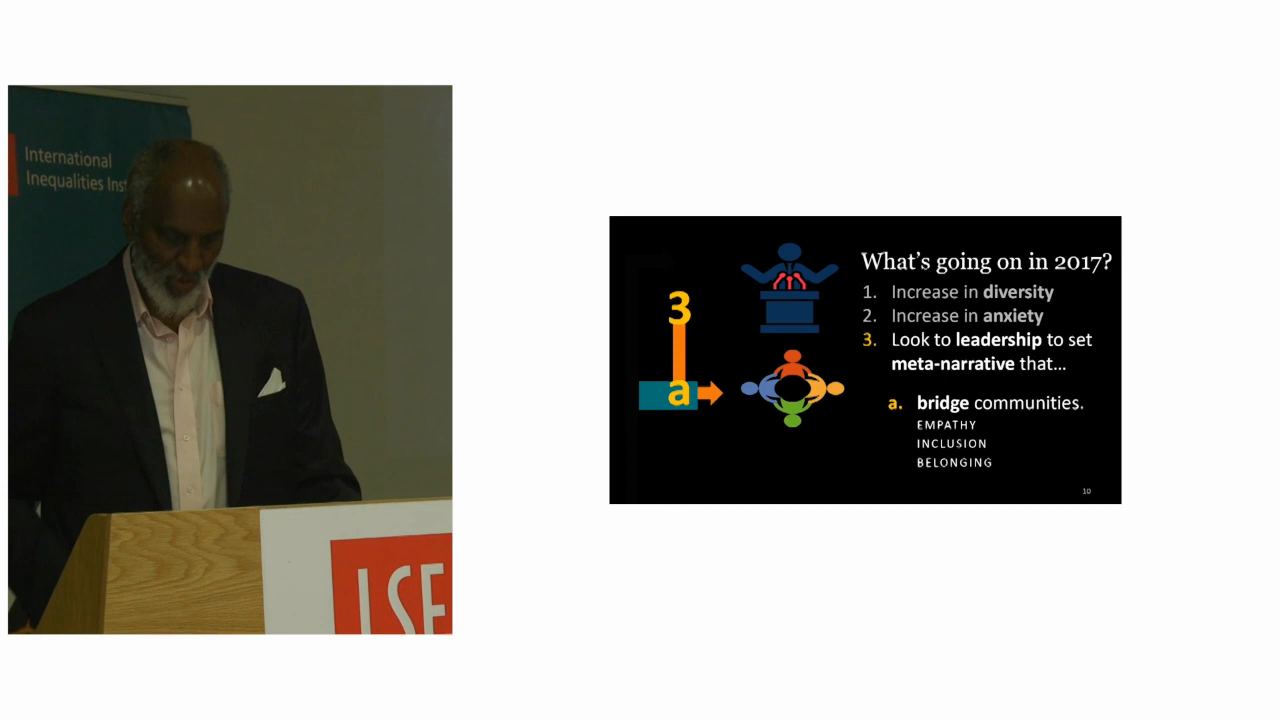 International
Inequalities Inst
LSE
3
a
What's going on in 2017?
1. Increase in diversity
2. Increase in anxiety
3. Look to leadership to set
meta-narrative that...
a. bridge communities.
EMPATHY
INCLUSION
BELONGING
10